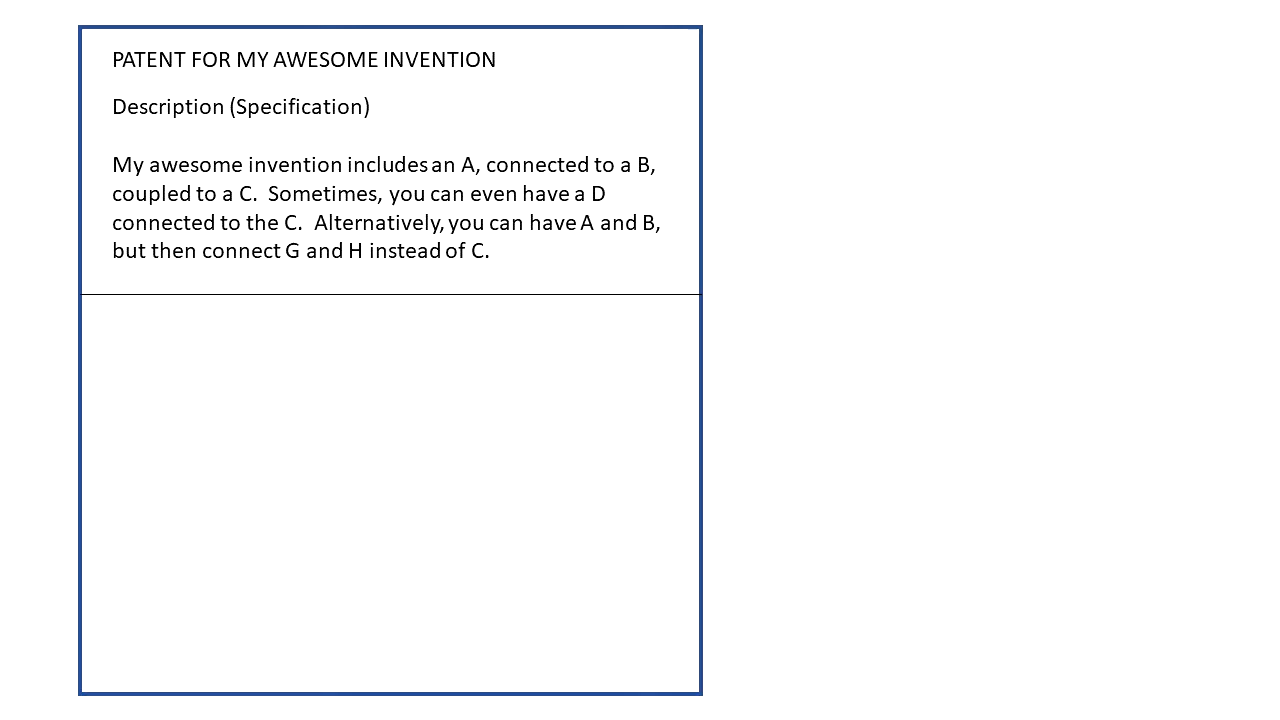 PATENT FOR MY AWESOME INVENTION
Description (Specification)
My awesome invention includes an A, connected to a B,
coupled to a C.  Sometimes, you can even have a D
connected to the C.  Alternatively, you can have A and B,
but then connect G and H instead of C.